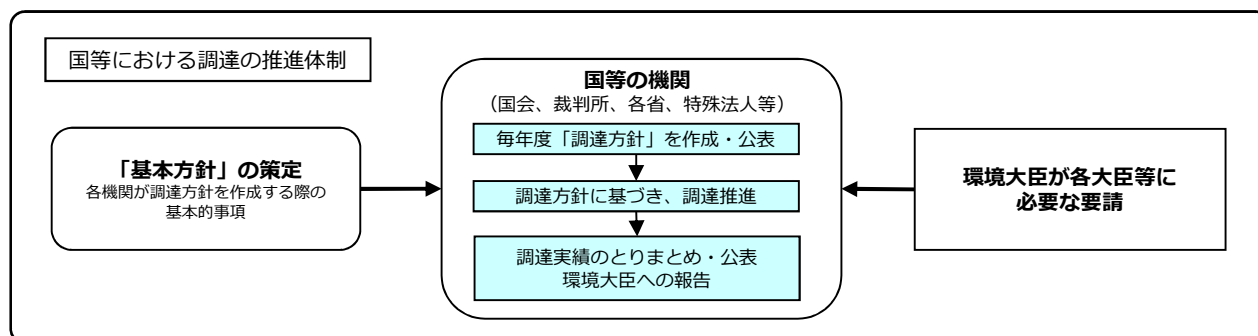 国等における調達の推進体制
「基本方針」の策定
各機関が調達方針を作成する際の
基本的事項
国等の機関
（国会、裁判所、各省、特殊法人等）
毎年度「調達方針」を作成・公表
調達方針に基づき、調達推進
調達実績のとりまとめ・公表
環境大臣への報告
環境大臣が各大臣等に
必要な要請